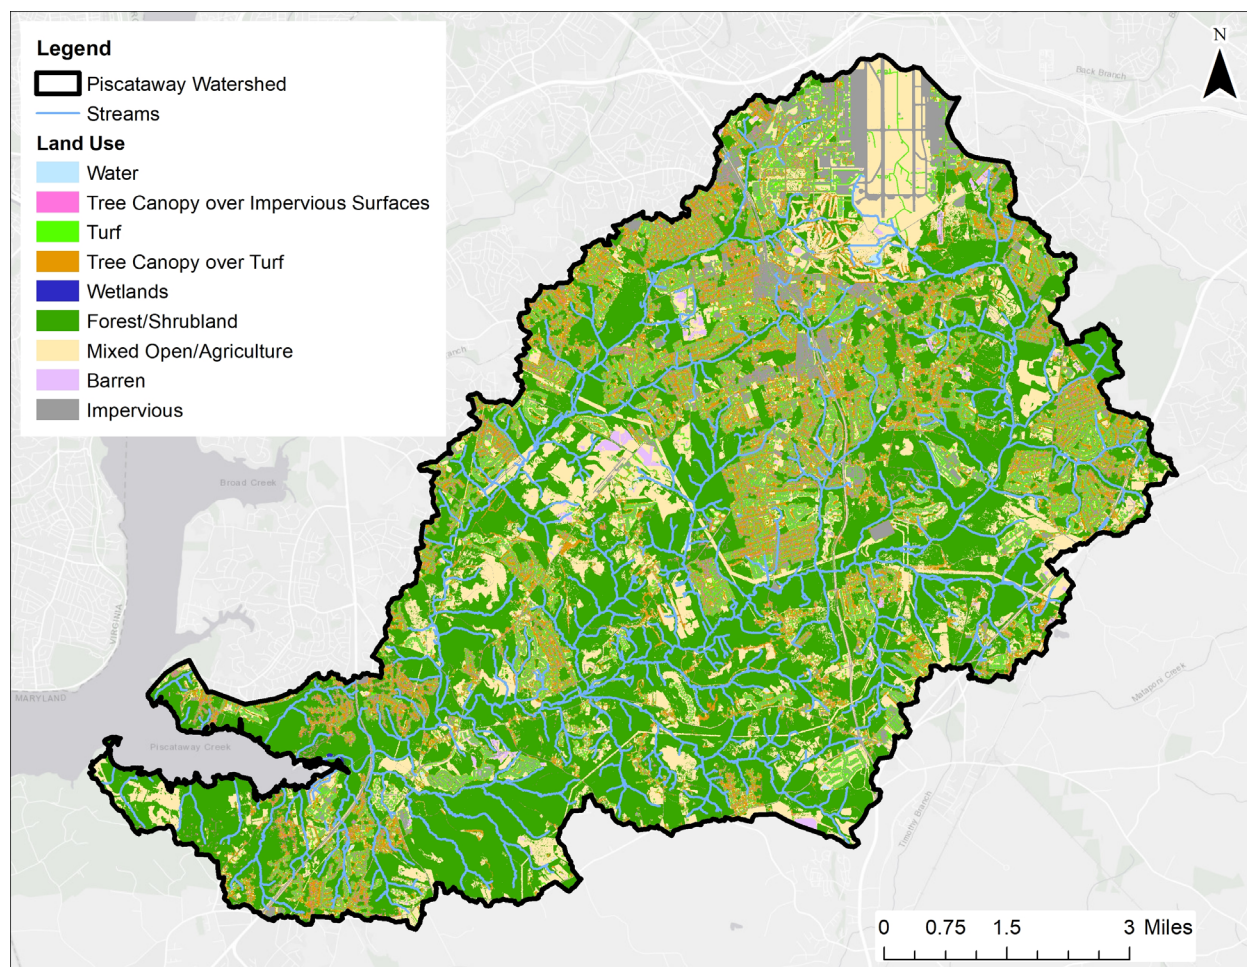 Legend
Piscataway Watershed
Streams
Land Use
Water
Tree Canopy over Impervious Surfaces
Turf
Tree Canopy over Turf
Wetlands
Forest/Shrubland
Mixed Open/Agriculture
Barren
Impervious
N
Back Branch
Broad Creek
VIRGINIA
MARYLAND
Piscataway Creek
Mataponi Creek
Timothy Branch
0 0.75 1.5 3 Miles